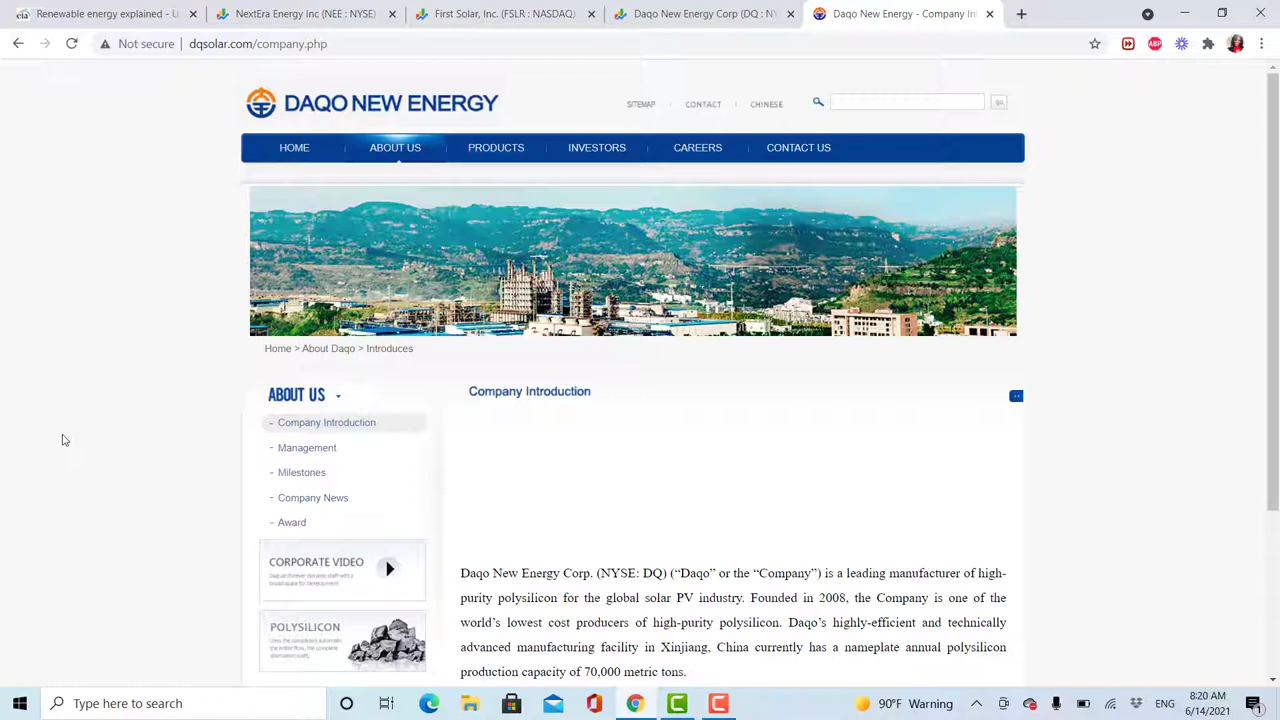 eia
Renewable energy explained - U
NextEra Energy (NEE : NYSE)
First Solar, Inc. (FSLR : NASDAQ)
Daqo New Energy Corp (DQ : NY
Daqo New Energy - Company Int
Not secure
dqsolar.com/company.php
ABP
DAQO NEW ENERGY
SITEMAP
CONTACT
CHINESE
go
HOME
ABOUT US
PRODUCTS
INVESTORS
CAREERS
CONTACT US
Home > About Daqo > Introduces
ABOUT US
Company Introduction
- Company Introduction
- Management
- Milestones
- Company News
- Award
CORPORATE VIDEO
POLYSILICON
Daqo New Energy Corp. (NYSE: DQ) (“Daqo” or the “Company”) is a leading manufacturer of high-
purity polysilicon for the global solar PV industry. Founded in 2008, the Company is one of the
world’s lowest cost producers of high-purity polysilicon. Daqo’s highly-efficient and technically
advanced manufacturing facility in Xinjiang, China currently has a nameplate annual polysilicon
production capacity of 70,000 metric tons.
Type here to search
90°F Warning
ENG
8:20 AM
6/14/2021
1